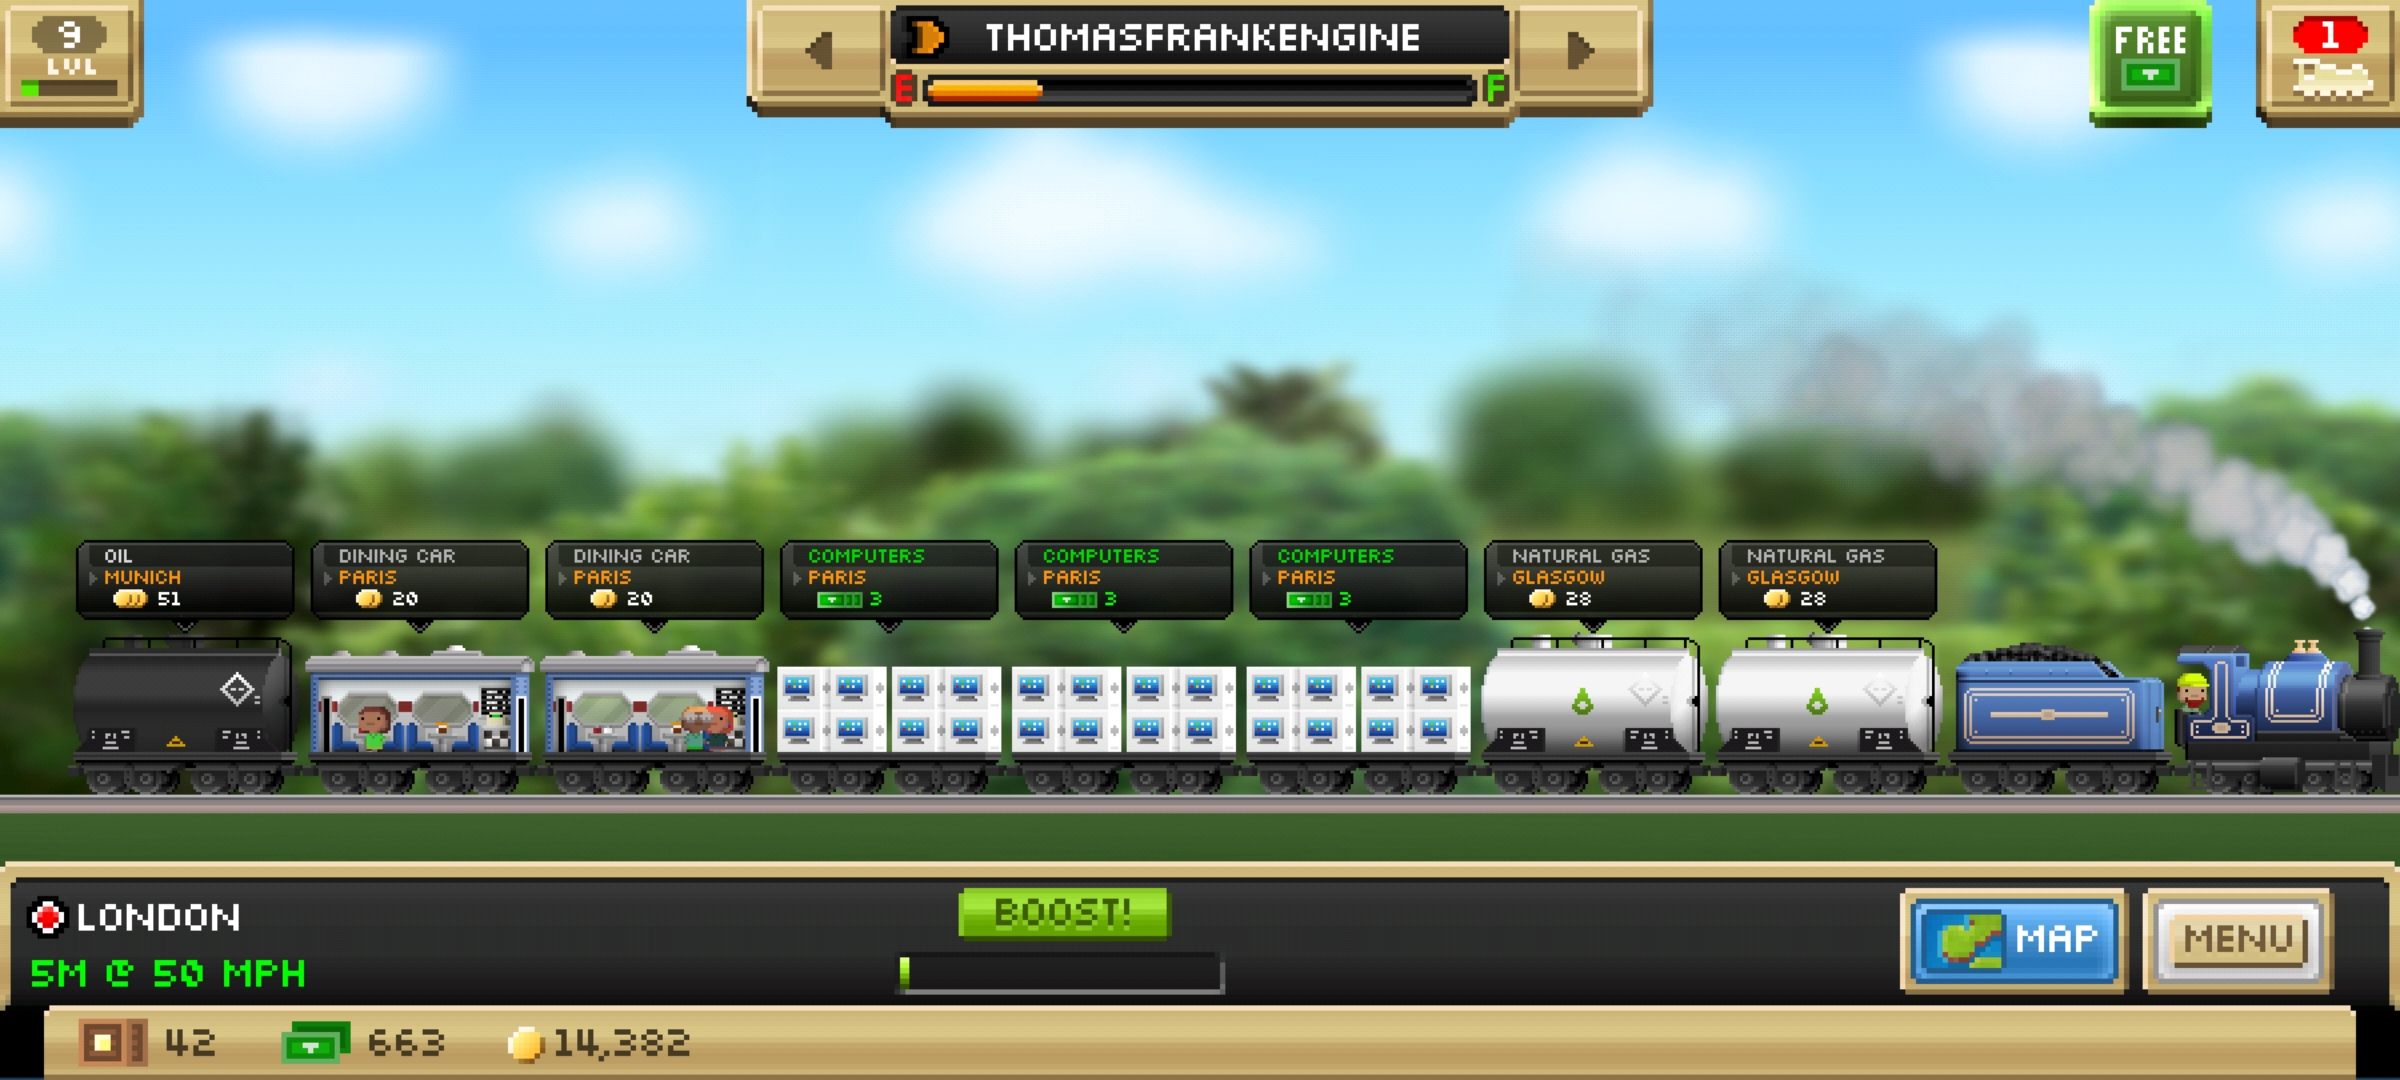 9
LVL
THOMASFRANKENGINE
E F
FREE
1
OIL
MUNICH
51
DINING CAR
PARIS
20
DINING CAR
PARIS
20
COMPUTERS
PARIS
3
COMPUTERS
PARIS
3
COMPUTERS
PARIS
3
NATURAL GAS
GLASGOW
28
NATURAL GAS
GLASGOW
28
LONDON
5M @ 50 MPH
BOOST!
MAP
MENU
42
663
14,382